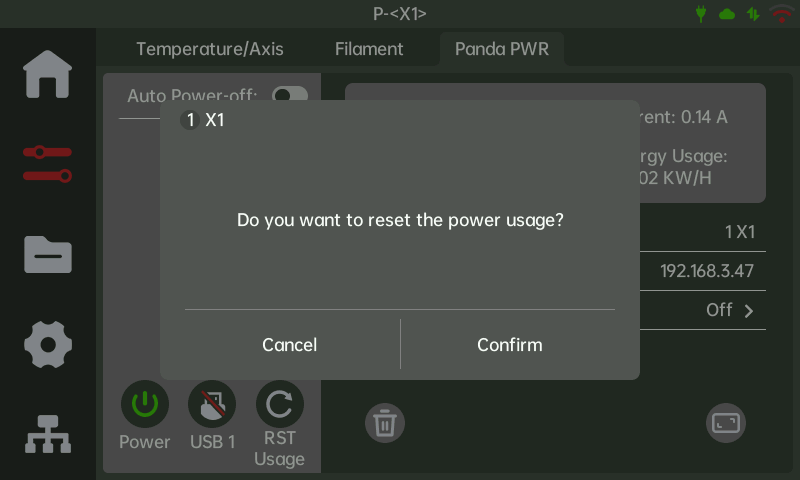 P-<X1>
Temperature/Axis
Filament
Panda PWR
Auto Power-off:
1 X1
rent: 0.14 A
rgy Usage:
02 KW/H
Do you want to reset the power usage?
1 X1
192.168.3.47
Off
Cancel
Confirm
Power
USB 1
RST
Usage